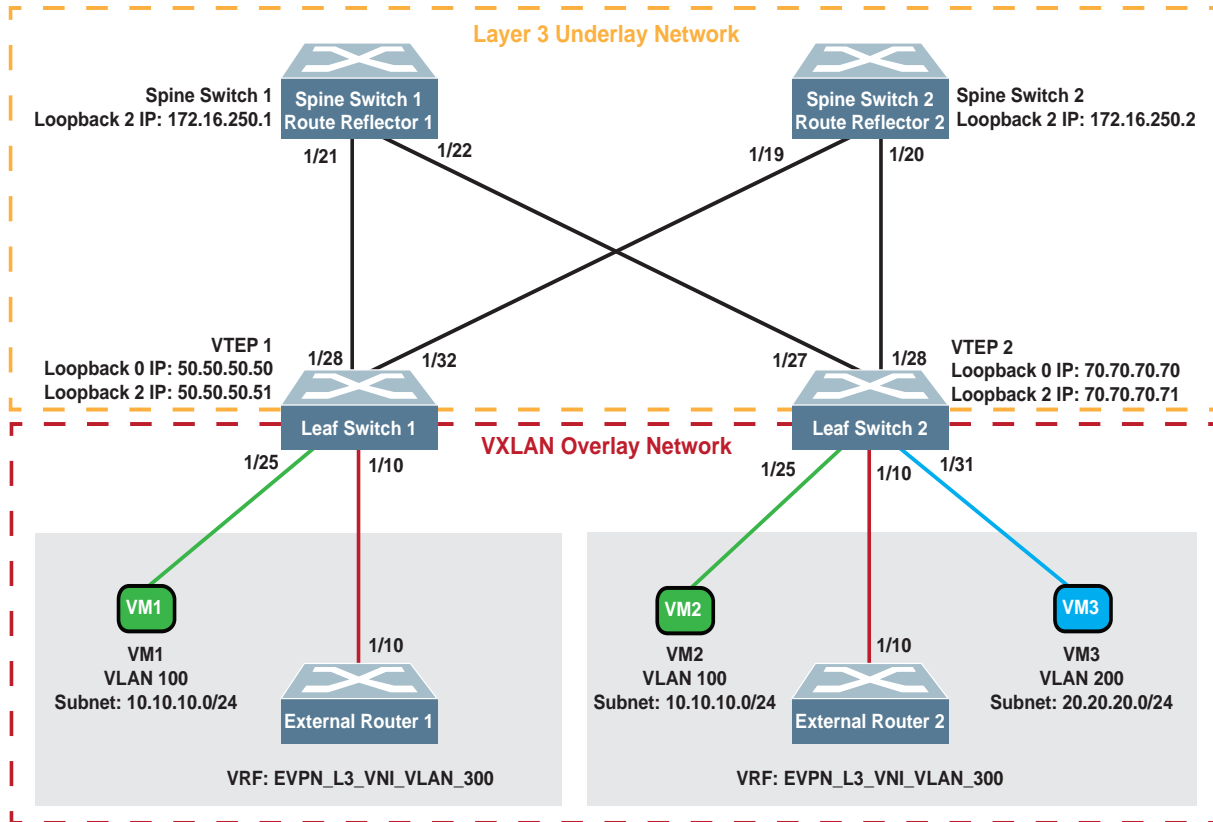 Layer 3 Underlay Network
Spine Switch 1
Loopback 2 IP: 172.16.250.1
Spine Switch 1
Route Reflector 1
Spine Switch 2
Route Reflector 2
Spine Switch 2
Loopback 2 IP: 172.16.250.2
1/21
1/22
1/19
1/20
VTEP 1
Loopback 0 IP: 50.50.50.50
Loopback 2 IP: 50.50.50.51
1/28
1/32
1/27
1/28
VTEP 2
Loopback 0 IP: 70.70.70.70
Loopback 2 IP: 70.70.70.71
Leaf Switch 1
Leaf Switch 2
VXLAN Overlay Network
1/25
1/10
1/25
1/10
1/31
VM1
VM2
VM3
1/10
1/10
VM1
VLAN 100
Subnet: 10.10.10.0/24
External Router 1
VM2
VLAN 100
Subnet: 10.10.10.0/24
External Router 2
VM3
VLAN 200
Subnet: 20.20.20.0/24
VRF: EVPN_L3_VNI_VLAN_300
VRF: EVPN_L3_VNI_VLAN_300